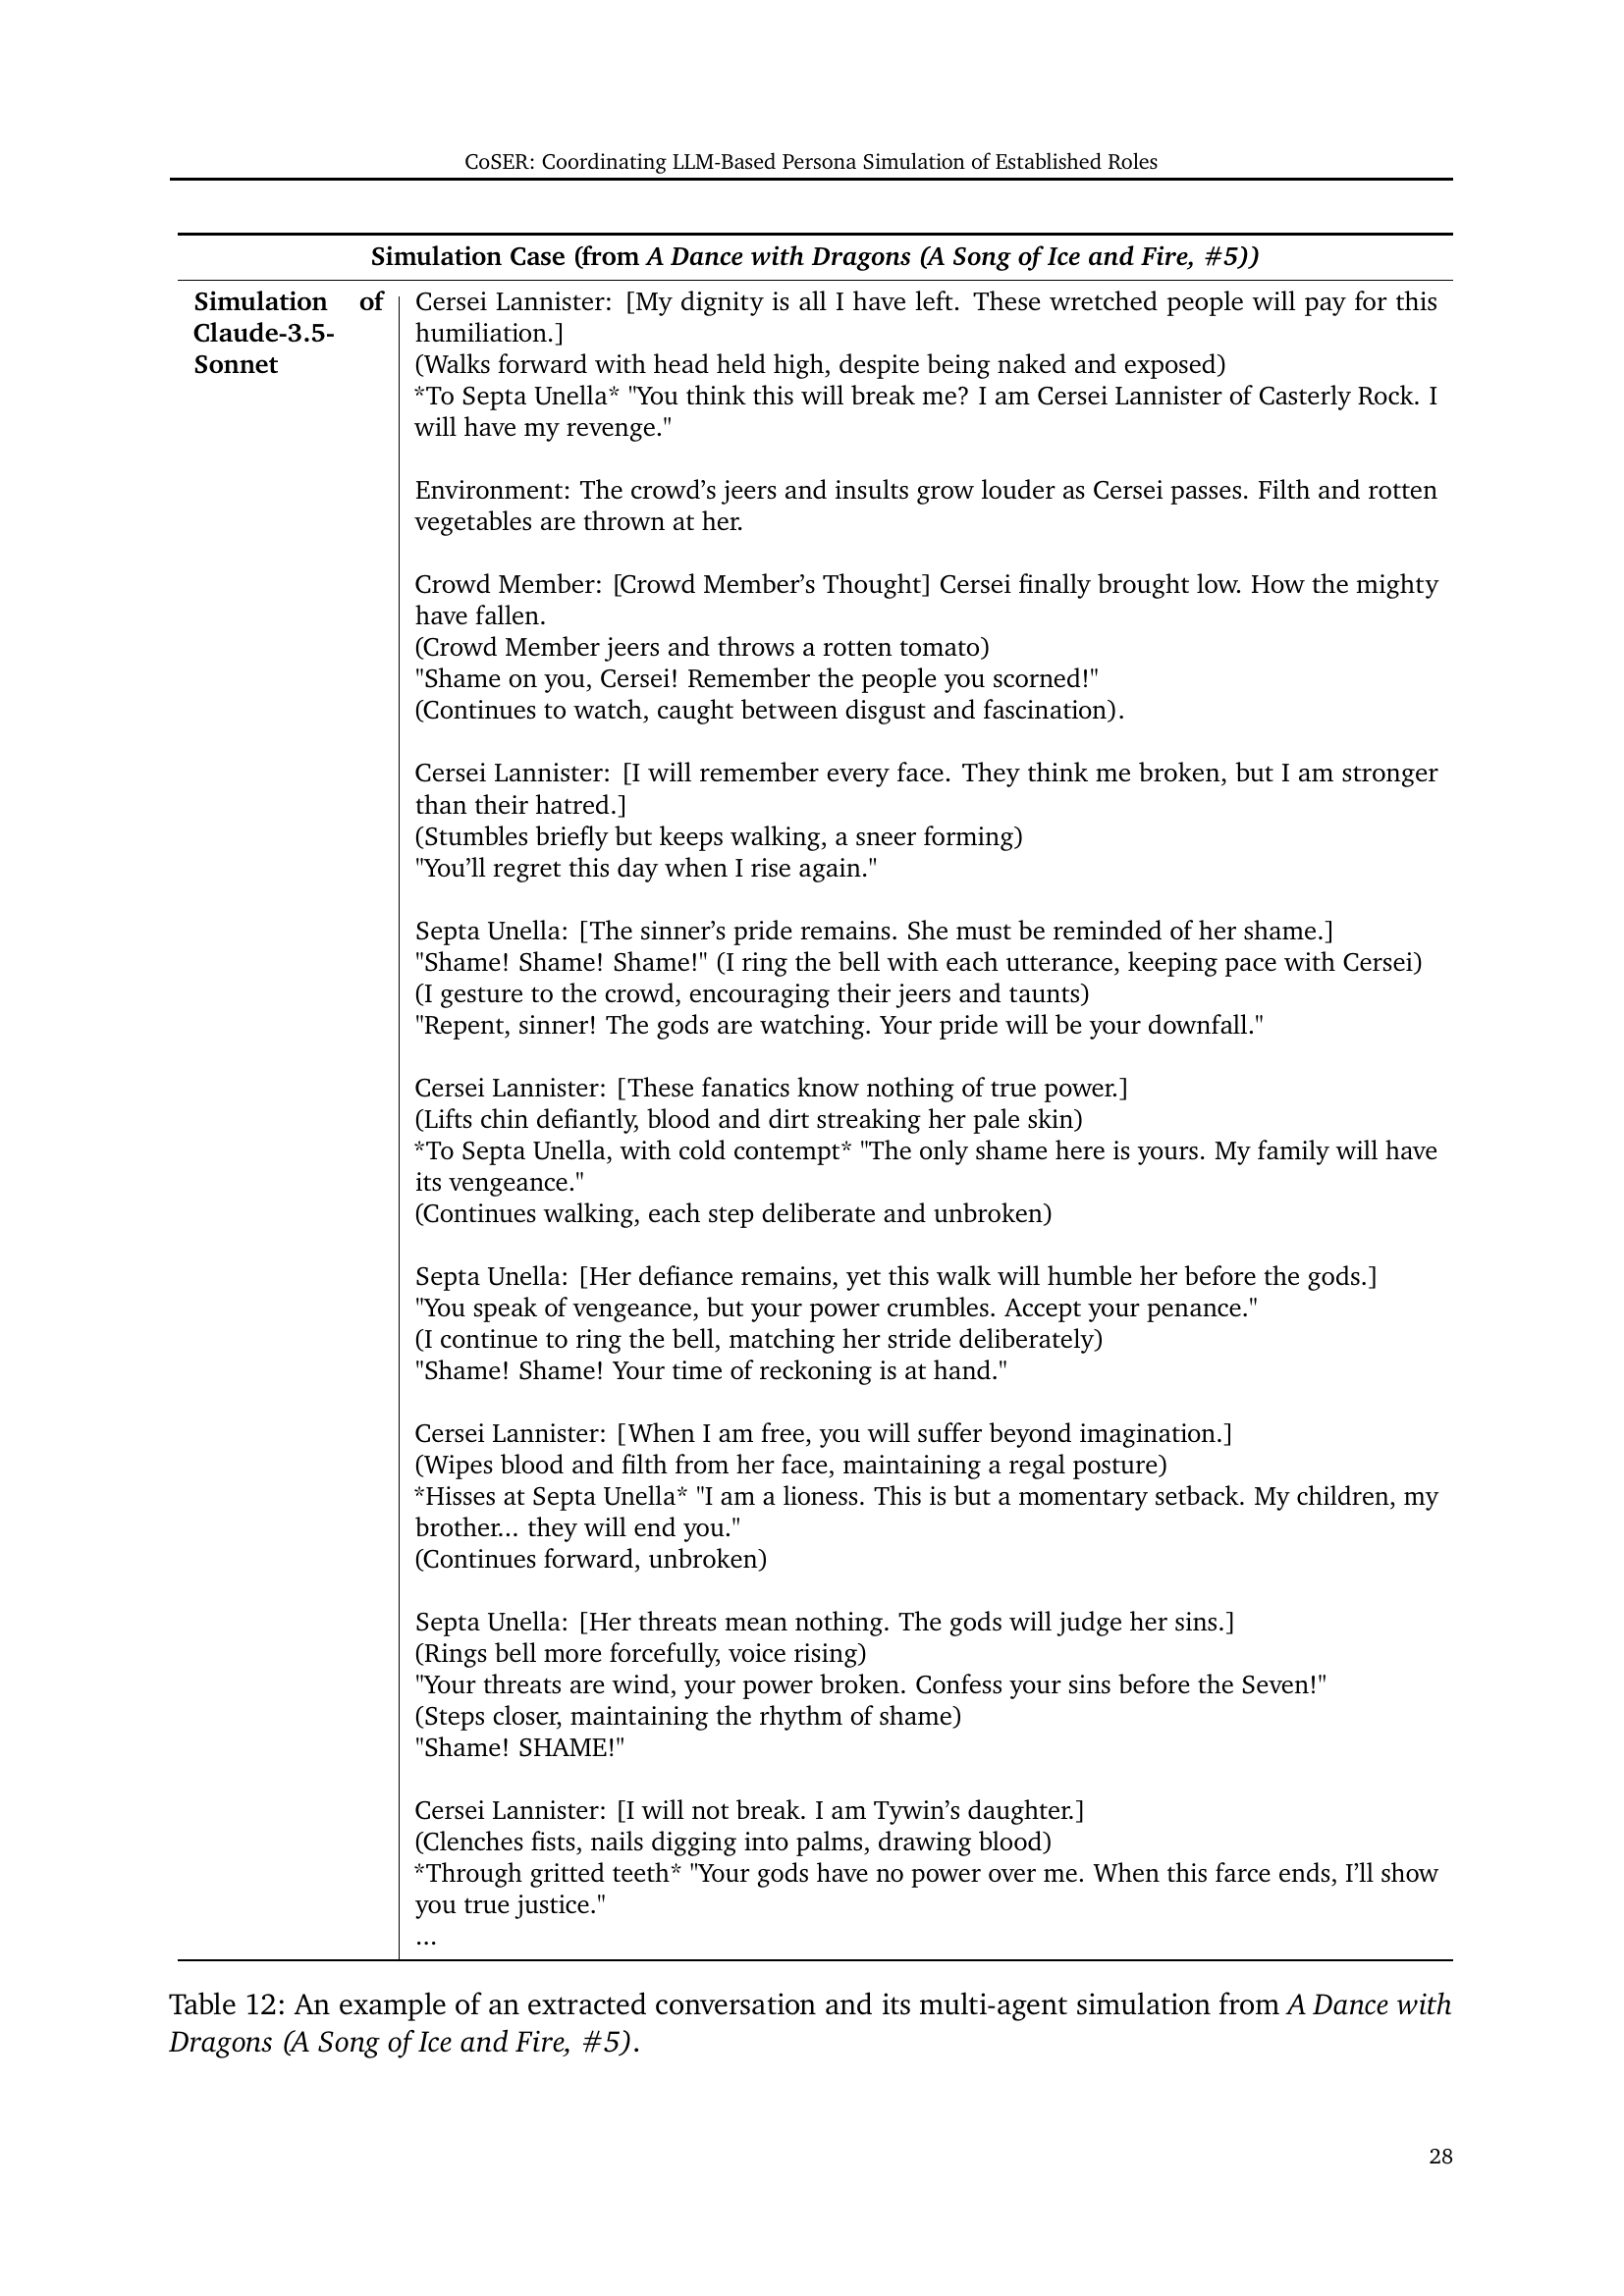 CoSER: Coordinating LLM-Based Persona Simulation of Established Roles
Simulation Case (from A Dance with Dragons (A Song of Ice and Fire, #5))
Simulation of
Claude-3.5-
Sonnet
Cersei Lannister: [My dignity is all I have left. These wretched people will pay for this
humiliation.]
(Walks forward with head held high, despite being naked and exposed)
*To Septa Unella* "You think this will break me? I am Cersei Lannister of Casterly Rock. I
will have my revenge."
Environment: The crowd's jeers and insults grow louder as Cersei passes. Filth and rotten
vegetables are thrown at her.
Crowd Member: [Crowd Member's Thought] Cersei finally brought low. How the mighty
have fallen.
(Crowd Member jeers and throws a rotten tomato)
"Shame on you, Cersei! Remember the people you scorned!"
(Continues to watch, caught between disgust and fascination).
Cersei Lannister: [I will remember every face. They think me broken, but I am stronger
than their hatred.]
(Stumbles briefly but keeps walking, a sneer forming)
"You'll regret this day when I rise again."
Septa Unella: [The sinner's pride remains. She must be reminded of her shame.]
"Shame! Shame! Shame!" (I ring the bell with each utterance, keeping pace with Cersei)
(I gesture to the crowd, encouraging their jeers and taunts)
"Repent, sinner! The gods are watching. Your pride will be your downfall."
Cersei Lannister: [These fanatics know nothing of true power.]
(Lifts chin defiantly, blood and dirt streaking her pale skin)
*To Septa Unella, with cold contempt* "The only shame here is yours. My family will have
its vengeance."
(Continues walking, each step deliberate and unbroken)
Septa Unella: [Her defiance remains, yet this walk will humble her before the gods.]
"You speak of vengeance, but your power crumbles. Accept your penance."
(I continue to ring the bell, matching her stride deliberately)
"Shame! Shame! Your time of reckoning is at hand."
Cersei Lannister: [When I am free, you will suffer beyond imagination.]
(Wipes blood and filth from her face, maintaining a regal posture)
*Hisses at Septa Unella* "I am a lioness. This is but a momentary setback. My children, my
brother... they will end you."
(Continues forward, unbroken)
Septa Unella: [Her threats mean nothing. The gods will judge her sins.]
(Rings bell more forcefully, voice rising)
"Your threats are wind, your power broken. Confess your sins before the Seven!"
(Steps closer, maintaining the rhythm of shame)
"Shame! SHAME!"
Cersei Lannister: [I will not break. I am Tywin's daughter.]
(Clenches fists, nails digging into palms, drawing blood)
*Through gritted teeth* "Your gods have no power over me. When this farce ends, I'll show
you true justice."
...
Table 12: An example of an extracted conversation and its multi-agent simulation from A Dance with
Dragons (A Song of Ice and Fire, #5).
28